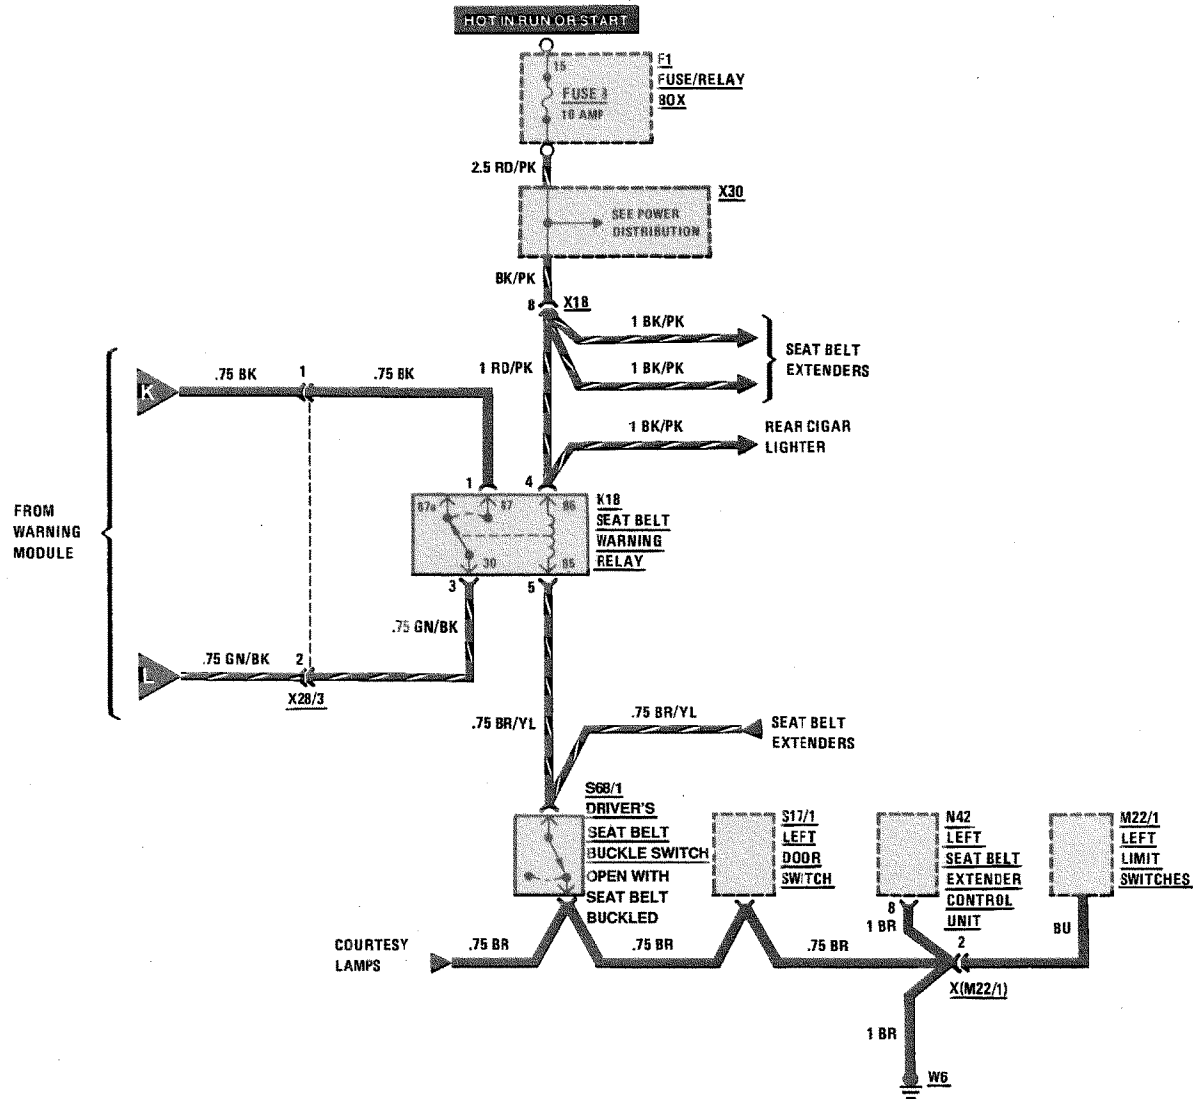 HOT IN RUN OR START
15
FUSE
10 AMP
F1
FUSE/RELAY
BOX
2.5 RD/PK
X30
SEE POWER
DISTRIBUTION
BK/PK
8
X18
1 BK/PK
1 RD/PK
1 BK/PK
SEAT BELT
EXTENDERS
K
.75 BK
1
.75 BK
1 BK/PK
REAR CIGAR
LIGHTER
1
4
87a
87
86
30
85
K18
SEAT BELT
WARNING
RELAY
FROM
WARNING
MODULE
3
5
.75 GN/BK
L
.75 GN/BK
2
X28/3
.75 BR/YL
.75 BR/YL
SEAT BELT
EXTENDERS
S68/1
DRIVER'S
SEAT BELT
BUCKLE SWITCH
OPEN WITH
SEAT BELT
BUCKLED
S17/1
LEFT
DOOR
SWITCH
N42
LEFT
SEAT BELT
EXTENDER
CONTROL
UNIT
M22/1
LEFT
LIMIT
SWITCHES
8
1 BR
BU
COURTESY
LAMPS
.75 BR
.75 BR
.75 BR
2
X(M22/1)
1 BR
W6